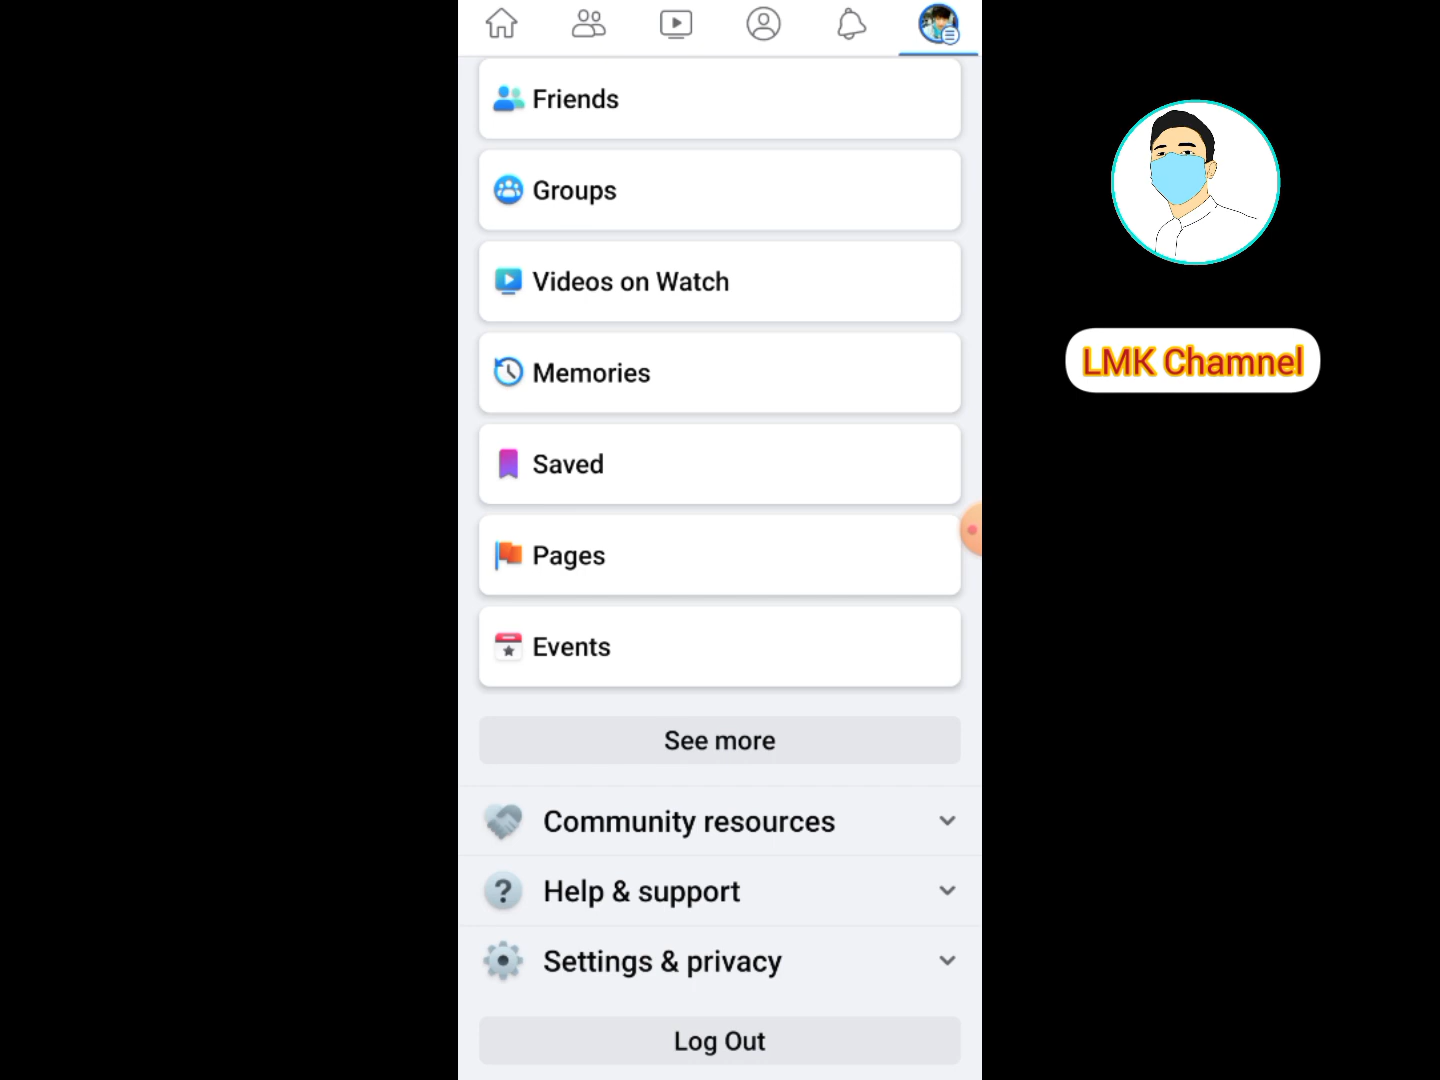 Friends
Groups
Videos on Watch
Memories
Saved
Pages
Events
See more
Community resources
Help & support
Settings & privacy
Log Out
LMK Chamnel